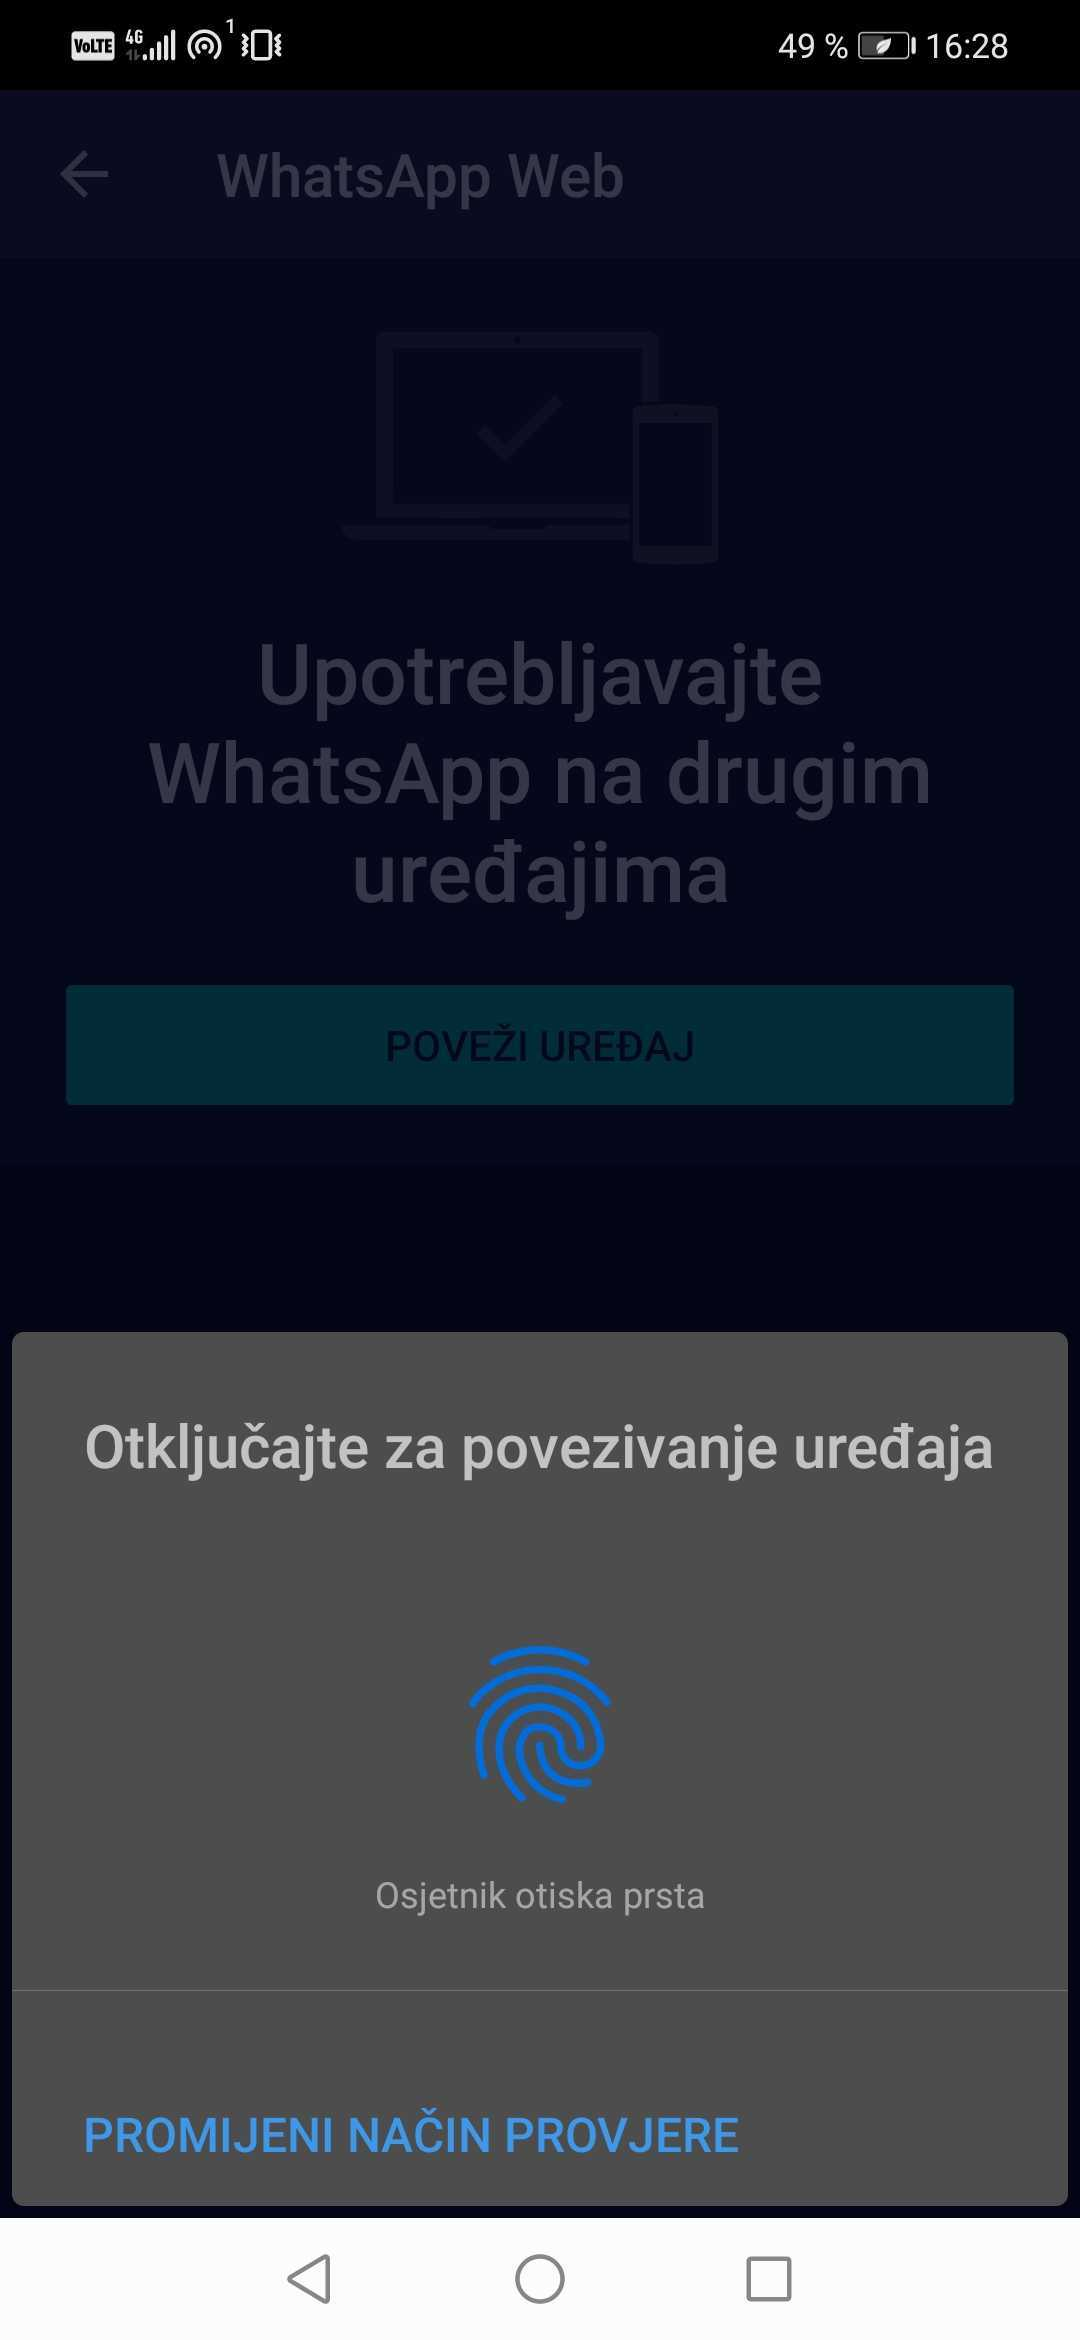 VoLTE 4G 1 49 % 16:28
WhatsApp Web
Upotrebljavajte
WhatsApp na drugim
uređajima
POVEŽI UREĐAJ
Otključajte za povezivanje uređaja
Osjetnik otiska prsta
PROMIJENI NAČIN PROVJERE